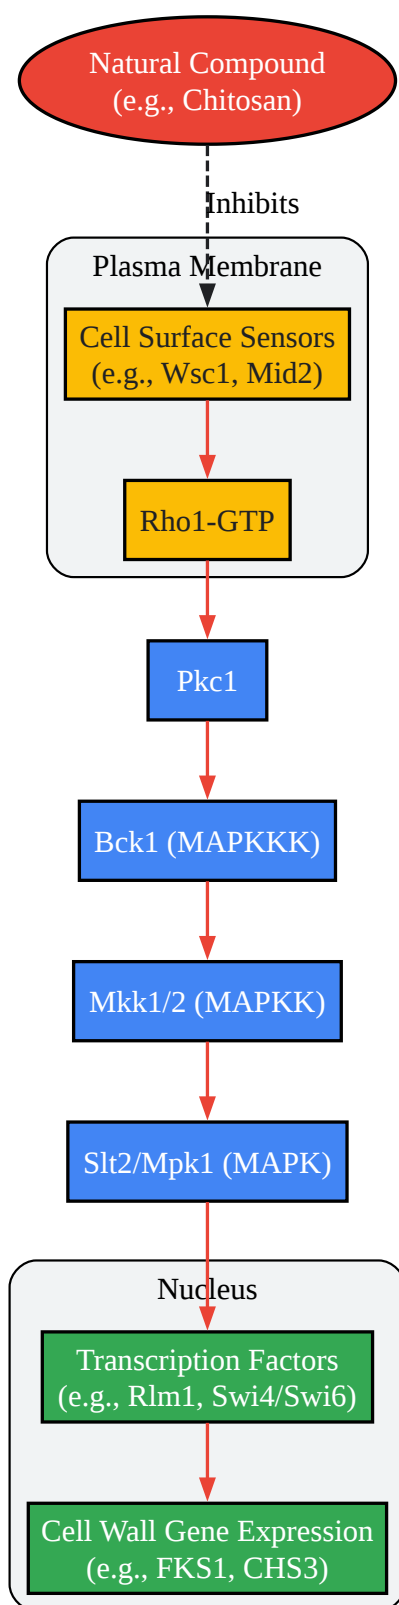 Natural Compound
(e.g., Chitosan)
Inhibits
Plasma Membrane
Cell Surface Sensors
(e.g., Wsc1, Mid2)
Rho1-GTP
Pkc1
Bck1 (MAPKKK)
Mkk1/2 (MAPKK)
Slt2/Mpk1 (MAPK)
Nucleus
Transcription Factors
(e.g., Rlm1, Swi4/Swi6)
Cell Wall Gene Expression
(e.g., FKS1, CHS3)